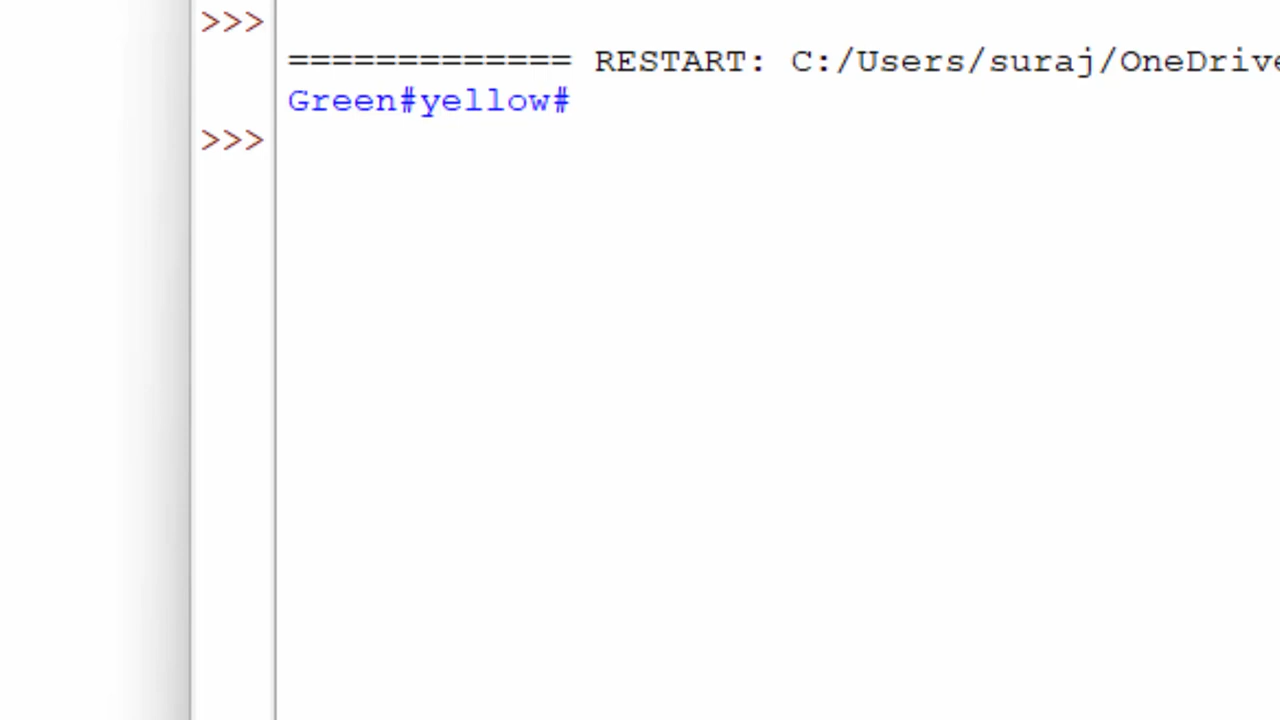 >>>
============= RESTART: C:/Users/suraj/OneDrive
Green#yellow#
>>>